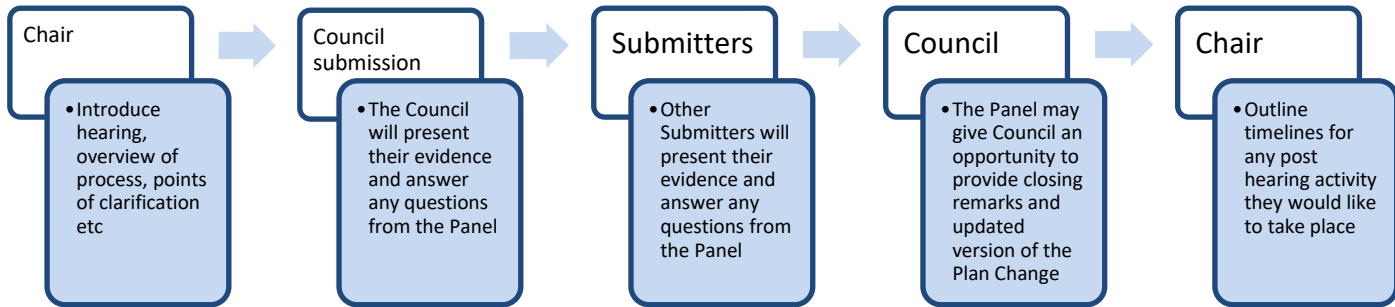 Chair
• Introduce
hearing,
overview of
process, points
of clarification
etc
Council
submission
• The Council
will present
their evidence
and answer
any questions
from the Panel
Submitters
• Other
Submitters will
present their
evidence and
answer any
questions from
the Panel
Council
• The Panel may
give Council an
opportunity to
provide closing
remarks and
updated
version of the
Plan Change
Chair
• Outline
timelines for
any post
hearing activity
they would like
to take place